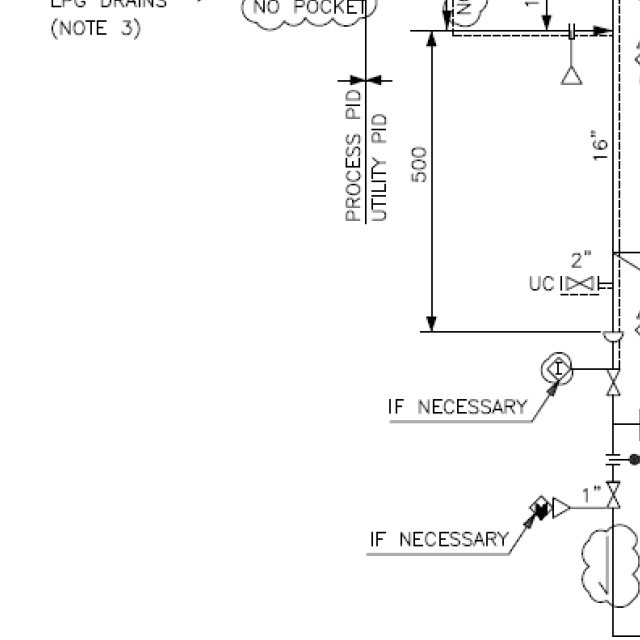 LPG DRAINS
(NOTE 3)
NO POCKET
PROCESS PID
UTILITY PID
500
16"
2"
UC
I
IF NECESSARY
1"
IF NECESSARY